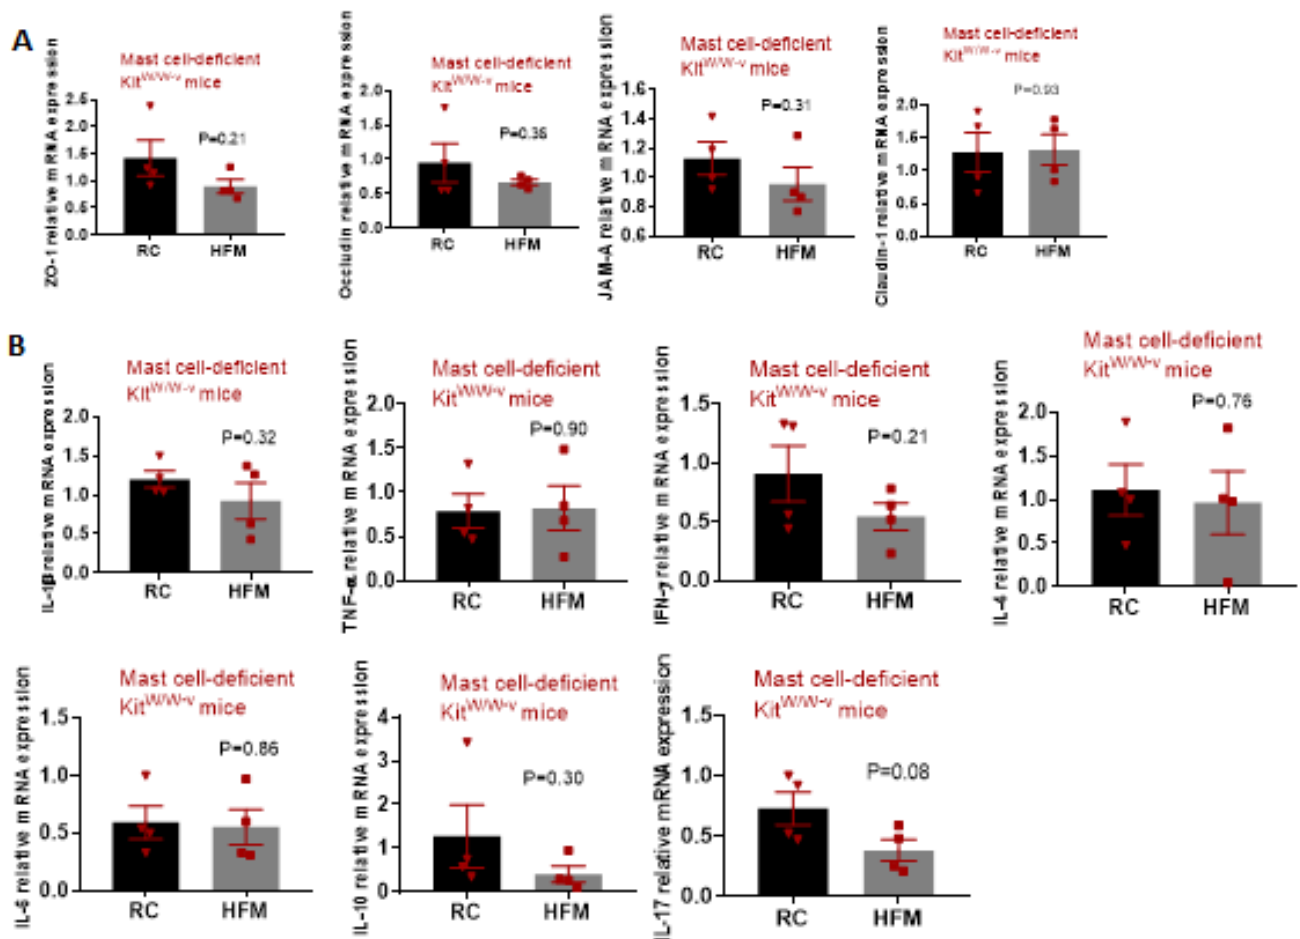 A
Mast cell-deficient
Kit^W/W-v mice
ZO-1 relative mRNA expression
2.5
2.0
1.5
1.0
0.5
0.0
P=0.21
RC
HFM
Mast cell-deficient
Kit^W/W-v mice
Occludin relative mRNA expression
2.0
1.5
1.0
0.5
0.0
P=0.36
RC
HFM
Mast cell-deficient
Kit^W/W-v mice
JAM-A relative mRNA expression
1.6
1.4
1.2
1.0
0.8
0.6
P=0.31
RC
HFM
Mast cell-deficient
Kit^W/W-v mice
Claudin-1 relative mRNA expression
2.0
1.5
1.0
0.5
0.0
P=0.93
RC
HFM
B
Mast cell-deficient
Kit^W/W-v mice
IL-1β relative mRNA expression
2.0
1.5
1.0
0.5
0.0
P=0.32
RC
HFM
Mast cell-deficient
Kit^W/W-v mice
TNF-α relative mRNA expression
2.0
1.5
1.0
0.5
0.0
P=0.90
RC
HFM
Mast cell-deficient
Kit^W/W-v mice
IFN-γ relative mRNA expression
1.5
1.0
0.5
0.0
P=0.21
RC
HFM
Mast cell-deficient
Kit^W/W-v mice
IL-4 relative mRNA expression
2.0
1.5
1.0
0.5
0.0
P=0.76
RC
HFM
Mast cell-deficient
Kit^W/W-v mice
IL-6 relative mRNA expression
1.5
1.0
0.5
0.0
P=0.86
RC
HFM
Mast cell-deficient
Kit^W/W-v mice
IL-10 relative mRNA expression
4
3
2
1
0
P=0.30
RC
HFM
Mast cell-deficient
Kit^W/W-v mice
IL-17 relative mRNA expression
1.5
1.0
0.5
0.0
P=0.08
RC
HFM